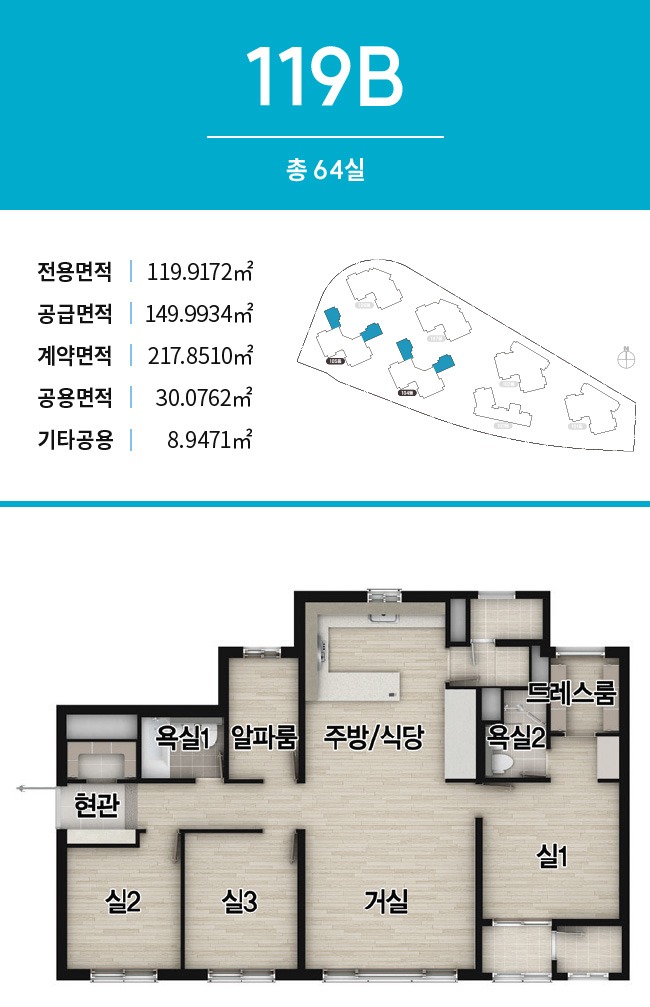 119B
총 64실
전용면적 119.9172㎡
공급면적 149.9934㎡
계약면적 217.8510㎡
공용면적 30.0762㎡
기타공용 8.9471㎡
N
105동
104동
드레스룸
욕실1
알파룸
주방/식당
욕실2
현관
실1
실2
실3
거실